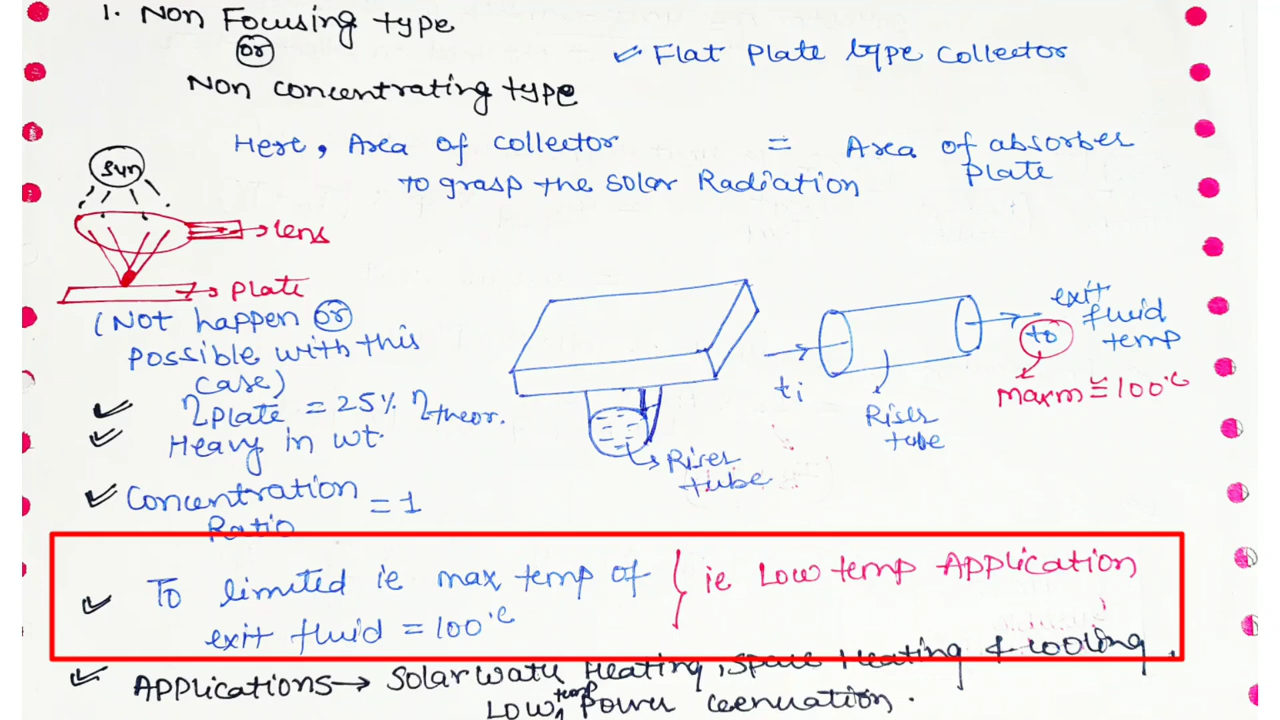 1. Non Focusing type
or
Non concentrating type
✓ Flat Plate type collector
Here, Area of collector = Area of absorber
to grasp the solar Radiation Plate
Sun
→ lens
→ Plate
(Not happen or
possible with this
case)
✓ ηPlate = 25% ηtheor.
✓ Heavy in wt.
✓ Concentration
Ratio = 1
→ Riser
tube
ti
Riser
tube
exit
fluid
temp
to
Maxm ≅ 100°C
✓ To limited ie max temp of } ie Low temp Application
exit fluid = 100°C
✓ Applications → Solar Water Heating, Space Heating & cooling,
Low temp Power Generation.